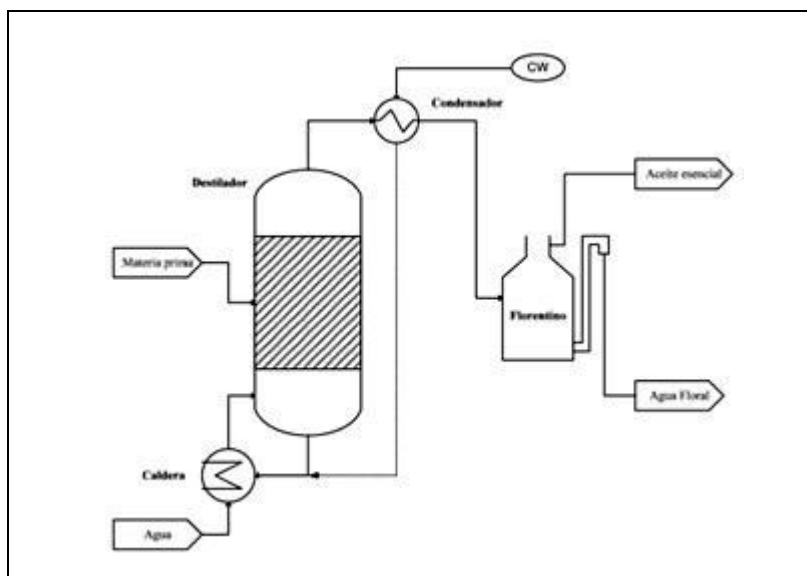 CW
Condensador
Destilador
Aceite esencial
Materia prima
Florentino
Agua Floral
Caldera
Agua